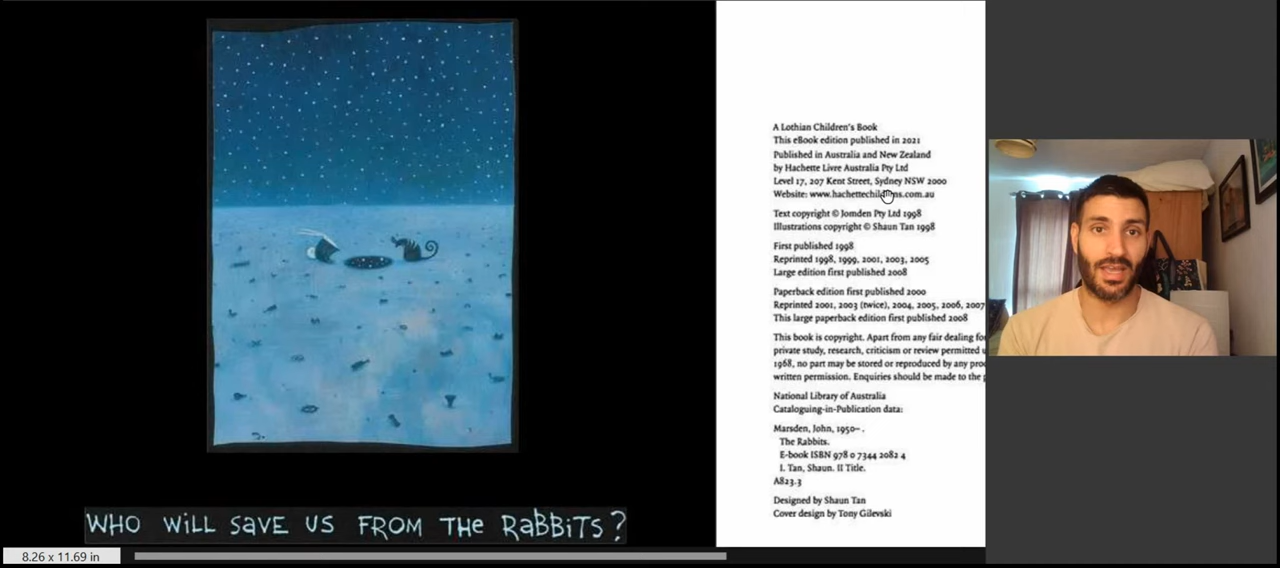 WHO WiLL SaVE US FROM THe RaBBiTS?
A Lothian Children's Book
This eBook edition published in 2021
Published in Australia and New Zealand
by Hachette Livre Australia Pty Ltd
Level 17, 207 Kent Street, Sydney NSW 2000
Website: www.hachettechildrens.com.au
Text copyright © Jomden Pty Ltd 1998
Illustrations copyright © Shaun Tan 1998
First published 1998
Reprinted 1998, 1999, 2001, 2003, 2005
Large edition first published 2008
Paperback edition first published 2000
Reprinted 2001, 2003 (twice), 2004, 2005, 2006, 2007
This large paperback edition first published 2008
This book is copyright. Apart from any fair dealing fo
private study, research, criticism or review permitted
1968, no part may be stored or reproduced by any pro
written permission. Enquiries should be made to the
National Library of Australia
Cataloguing-in-Publication data:
Marsden, John, 1950– .
The Rabbits.
E-book ISBN 978 0 7344 2082 4
I. Tan, Shaun. II Title.
A823.3
Designed by Shaun Tan
Cover design by Tony Gilevski
8.26 x 11.69 in